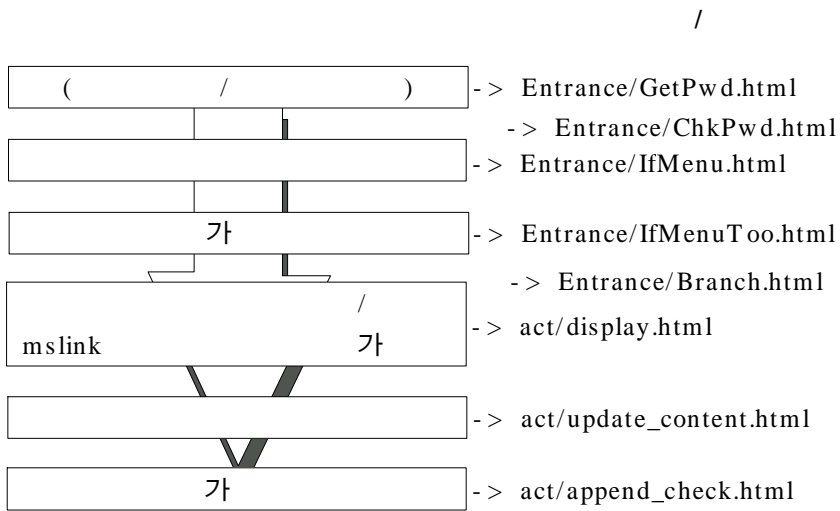 /
( / ) -> Entrance/GetPwd.html
-> Entrance/ChkPwd.html
-> Entrance/IfMenu.html
가 -> Entrance/IfMenuToo.html
-> Entrance/Branch.html
/
mslink 가 -> act/display.html
-> act/update_content.html
가 -> act/append_check.html